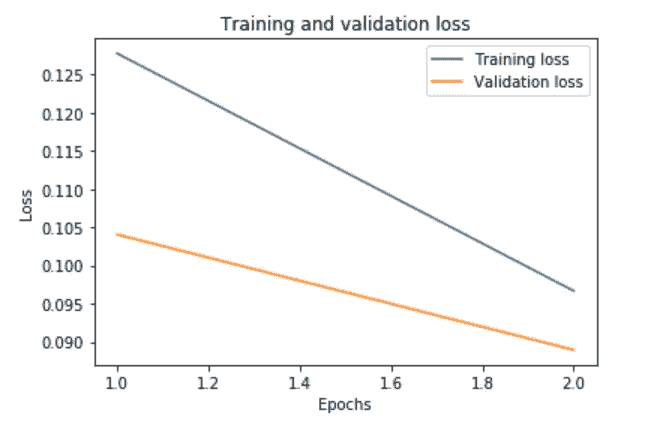 Training and validation loss
Training loss
Validation loss
0.125
0.120
0.115
0.110
0.105
0.100
0.095
0.090
Loss
1.0 1.2 1.4 1.6 1.8 2.0
Epochs